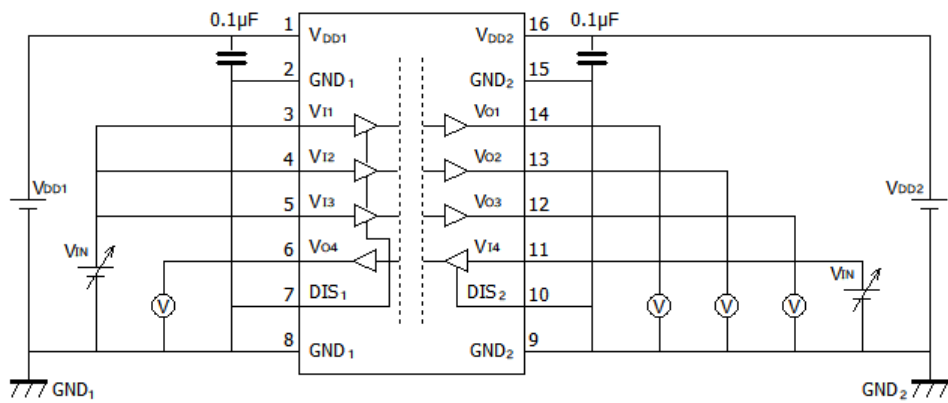 0.1μF 1 16 0.1μF
VDD1 VDD2
2 15
GND1 GND2
3 VI1 VO1 14
4 VI2 VO2 13
VDD1 VDD2
5 VI3 VO3 12
6 VO4 VI4 11
VIN VIN
V 7 DIS1 DIS2 10 V V V
8 GND1 GND2 9
GND1 GND2